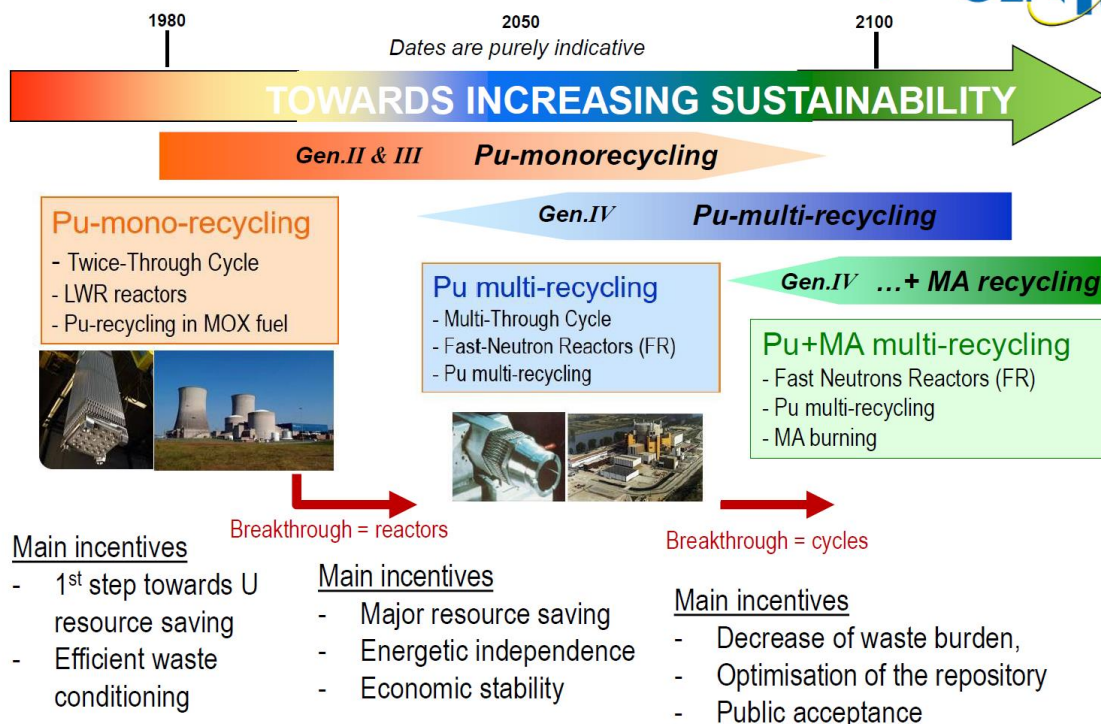 1980
2050
2100
Dates are purely indicative
TOWARDS INCREASING SUSTAINABILITY
Gen.II & III Pu-monorecycling
Gen.IV Pu-multi-recycling
Gen.IV ...+ MA recycling
Pu-mono-recycling
- Twice-Through Cycle
- LWR reactors
- Pu-recycling in MOX fuel
Pu multi-recycling
- Multi-Through Cycle
- Fast-Neutron Reactors (FR)
- Pu multi-recycling
Pu+MA multi-recycling
- Fast Neutrons Reactors (FR)
- Pu multi-recycling
- MA burning
Breakthrough = reactors
Breakthrough = cycles
Main incentives
- 1st step towards U
resource saving
- Efficient waste
conditioning
Main incentives
- Major resource saving
- Energetic independence
- Economic stability
Main incentives
- Decrease of waste burden,
- Optimisation of the repository
- Public acceptance